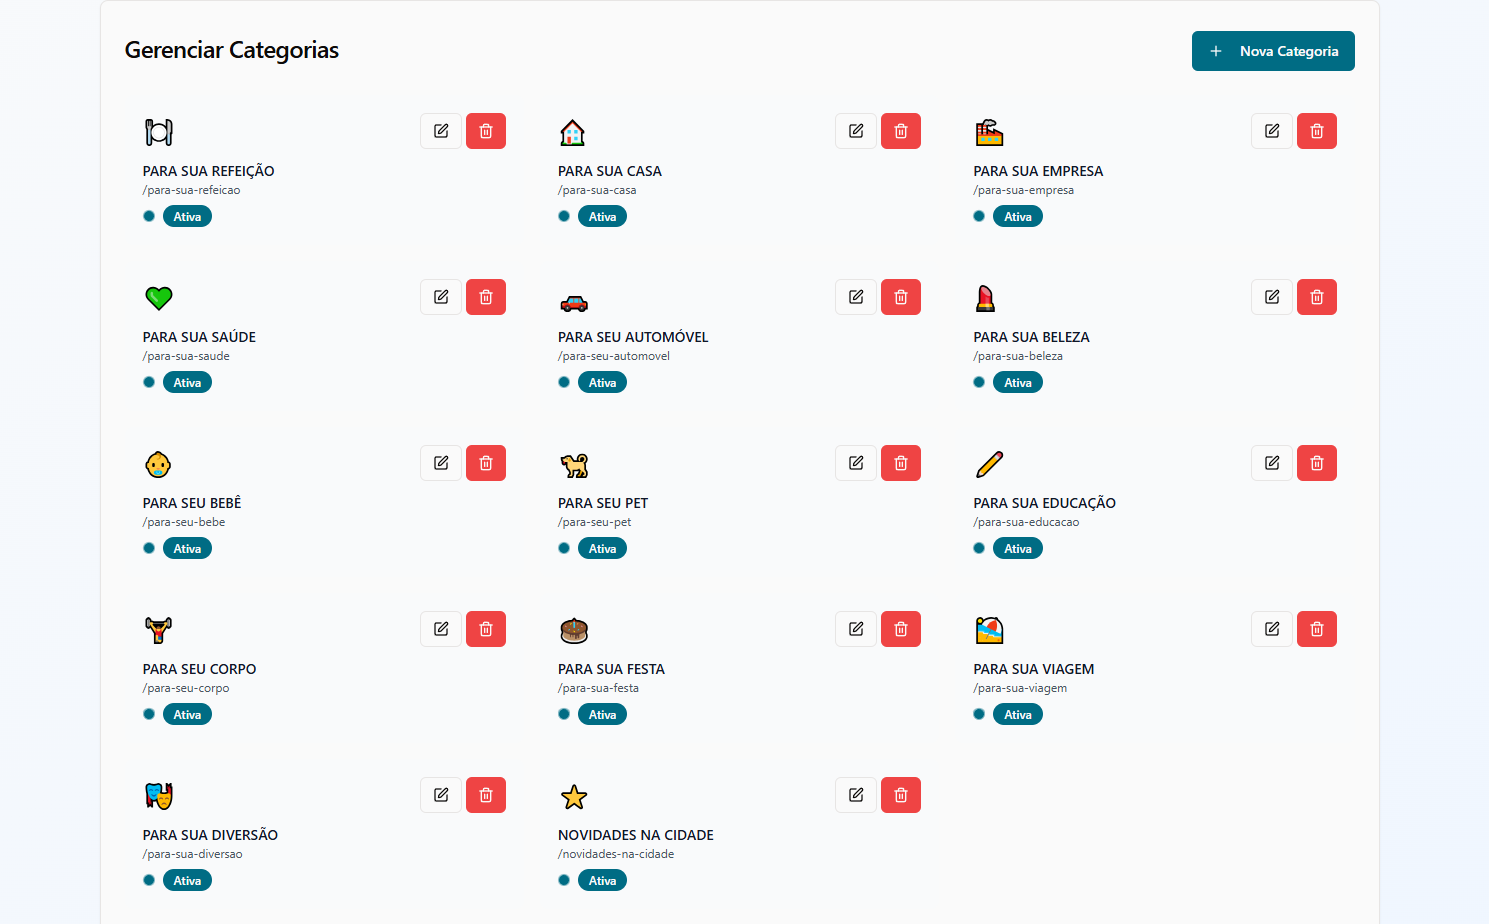 Gerenciar Categorias
+ Nova Categoria
PARA SUA REFEIÇÃO
/para-sua-refeicao
Ativa
PARA SUA CASA
/para-sua-casa
Ativa
PARA SUA EMPRESA
/para-sua-empresa
Ativa
PARA SUA SAÚDE
/para-sua-saude
Ativa
PARA SEU AUTOMÓVEL
/para-seu-automovel
Ativa
PARA SUA BELEZA
/para-sua-beleza
Ativa
PARA SEU BEBÊ
/para-seu-bebe
Ativa
PARA SEU PET
/para-seu-pet
Ativa
PARA SUA EDUCAÇÃO
/para-sua-educacao
Ativa
PARA SEU CORPO
/para-seu-corpo
Ativa
PARA SUA FESTA
/para-sua-festa
Ativa
PARA SUA VIAGEM
/para-sua-viagem
Ativa
PARA SUA DIVERSÃO
/para-sua-diversao
Ativa
NOVIDADES NA CIDADE
/novidades-na-cidade
Ativa